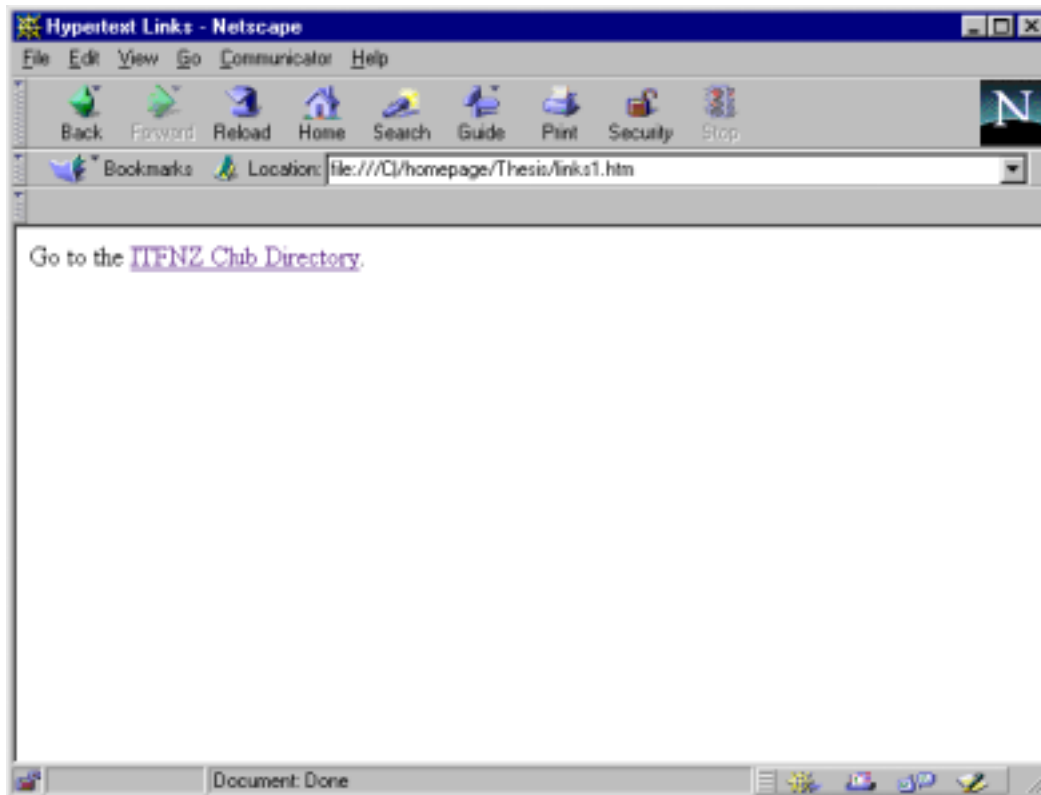 Hypertext Links - Netscape
File Edit View Go Communicator Help
Back Forward Reload Home Search Guide Print Security Stop
N
Bookmarks Location: file:///C|/homepage/Thesis/links1.htm
Go to the ITFNZ Club Directory.
Document: Done